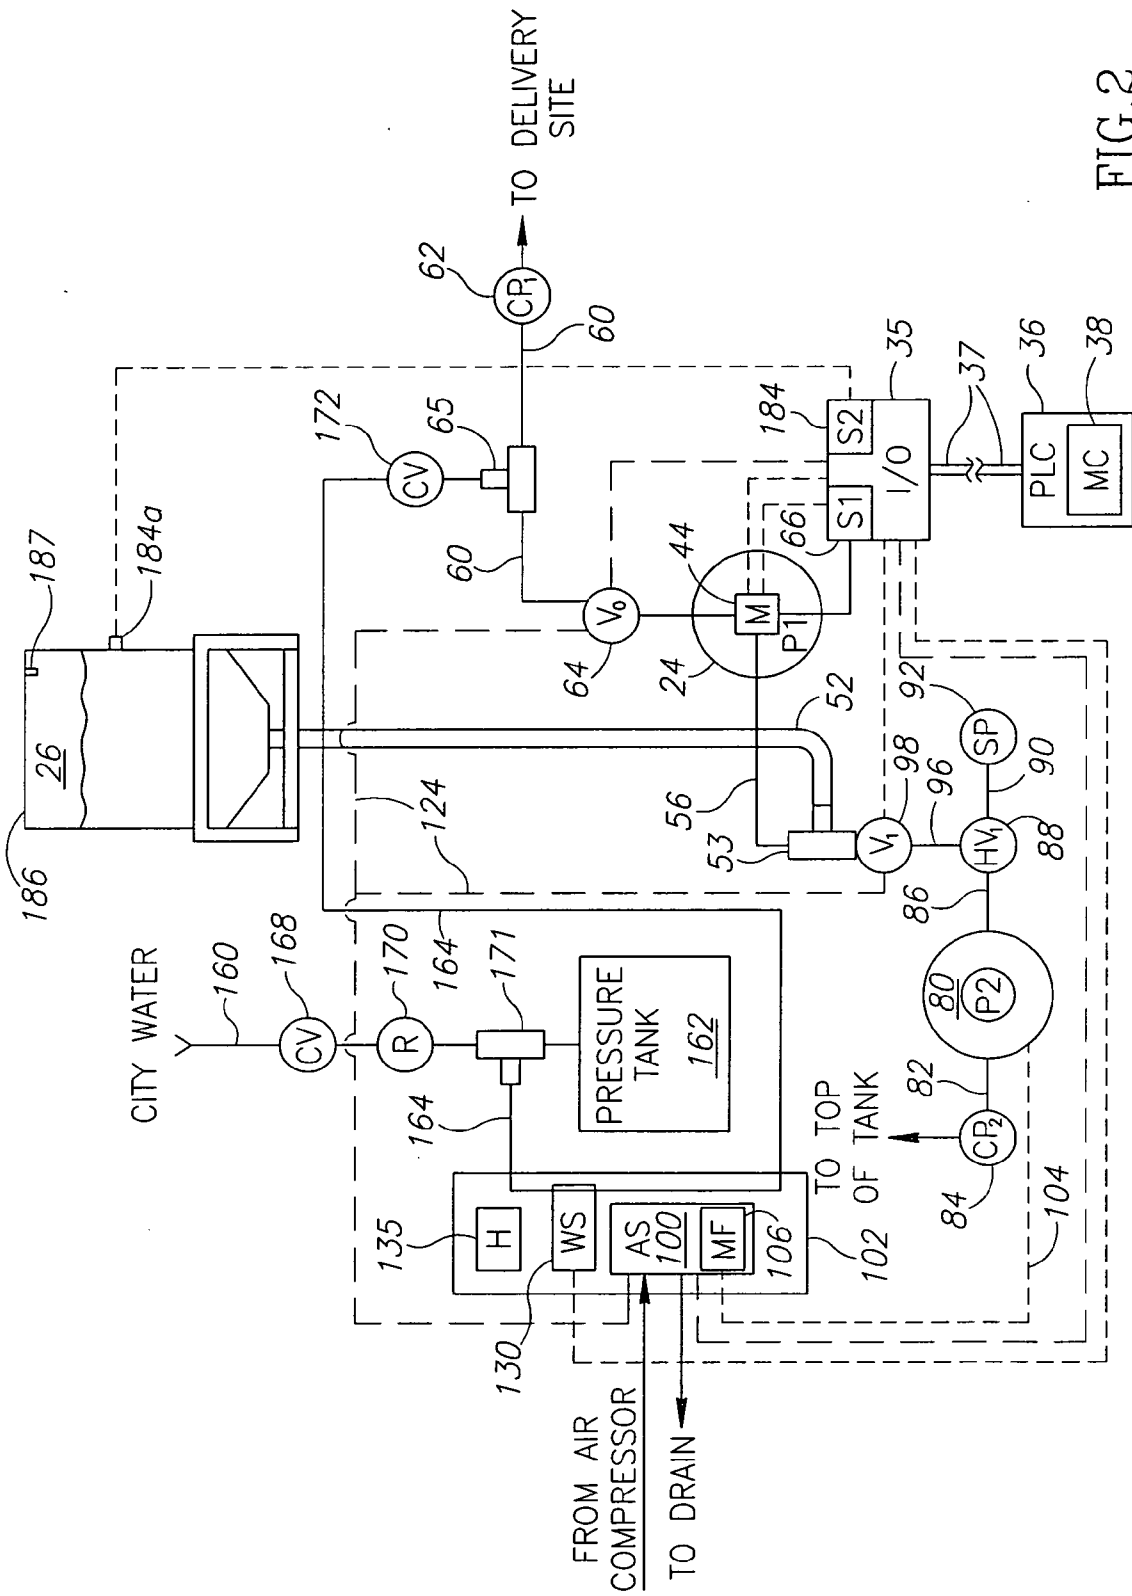 186
26
187
184a
CITY WATER
160
CV
168
R
170
171
164
164
124
PRESSURE
TANK
162
172
CV
65
60
60
CP1
62
TO DELIVERY
SITE
V0
64
24
44
M
P1
66
S1
S2
184
I/O
35
37
PLC
36
MC
38
52
56
53
V1
98
96
HV1
88
86
90
SP
92
80
P2
82
CP2
84
TO TOP
OF TANK
104
135
H
WS
130
AS
100
MF
106
102
FROM AIR
COMPRESSOR
TO DRAIN
FIG.2